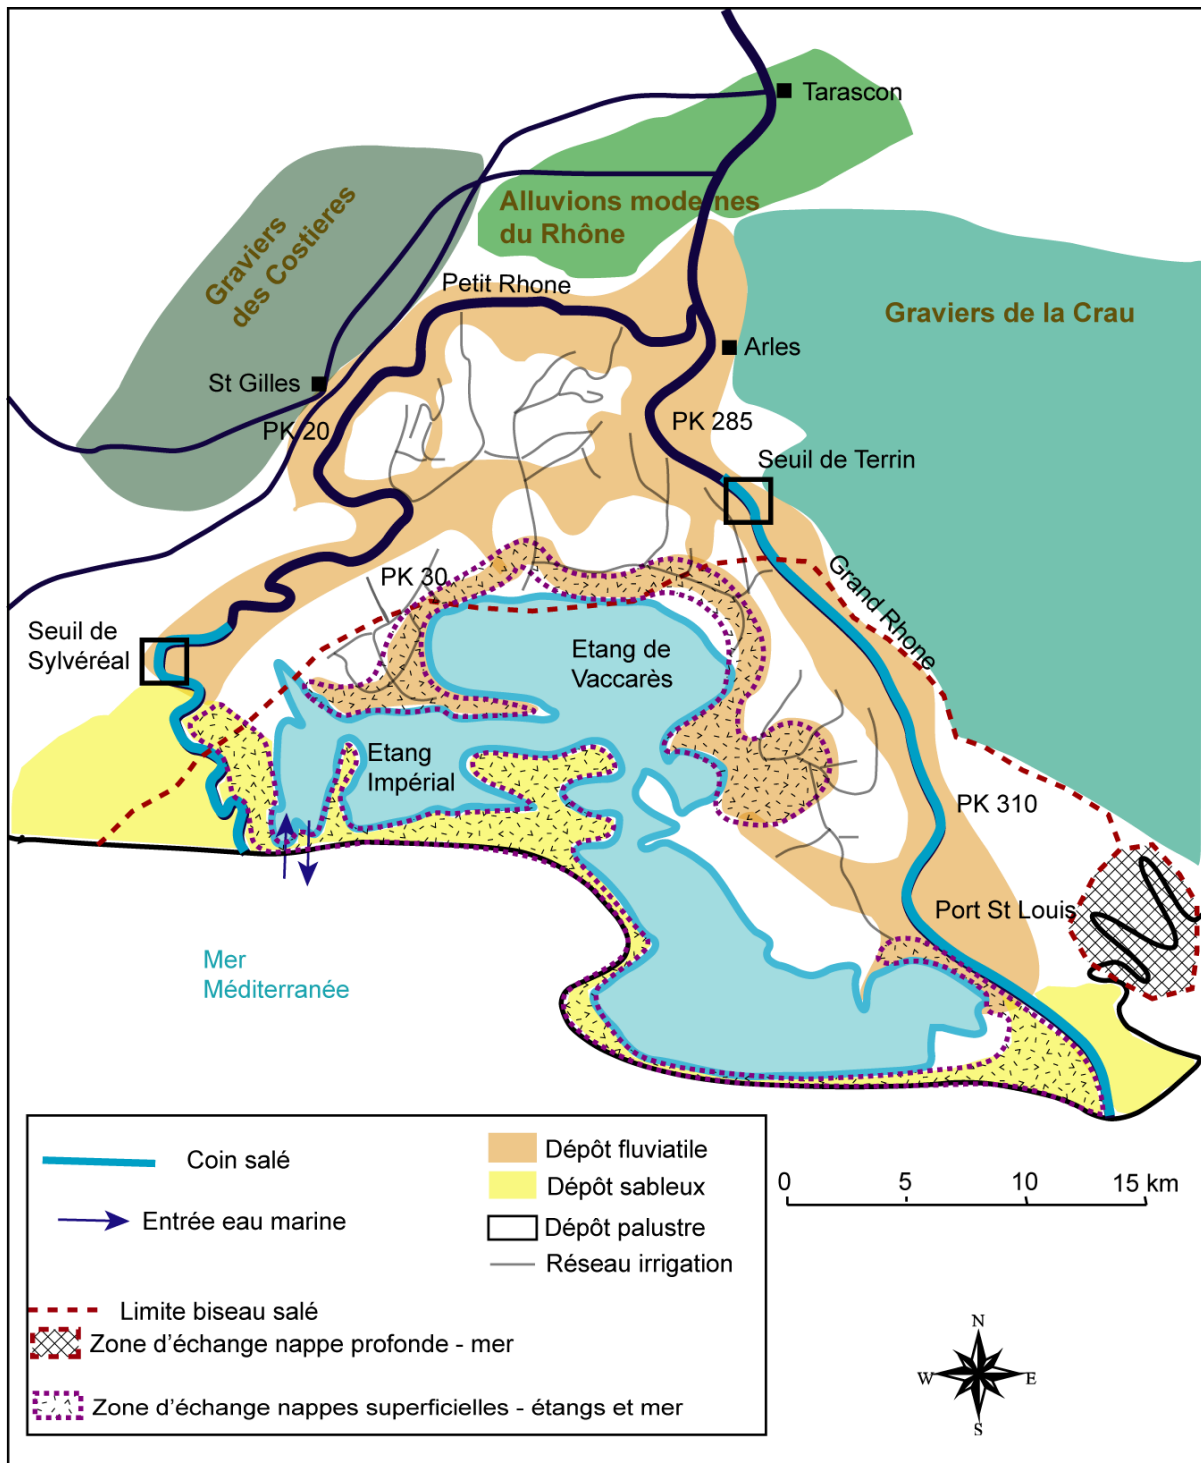 Tarascon
Alluvions modernes
du Rhône
Graviers
des Costieres
Petit Rhone
Graviers de la Crau
Arles
St Gilles
PK 20
PK 285
Seuil de Terrin
PK 30
Grand Rhone
Seuil de
Sylvéréal
Etang de
Vaccarès
Etang
Impérial
PK 310
Port St Louis
Mer
Méditerranée
Coin salé
Entrée eau marine
Limite biseau salé
Zone d'échange nappe profonde - mer
Zone d'échange nappes superficielles - étangs et mer
Dépôt fluviatile
Dépôt sableux
Dépôt palustre
Réseau irrigation
0 5 10 15 km
N
W E
S